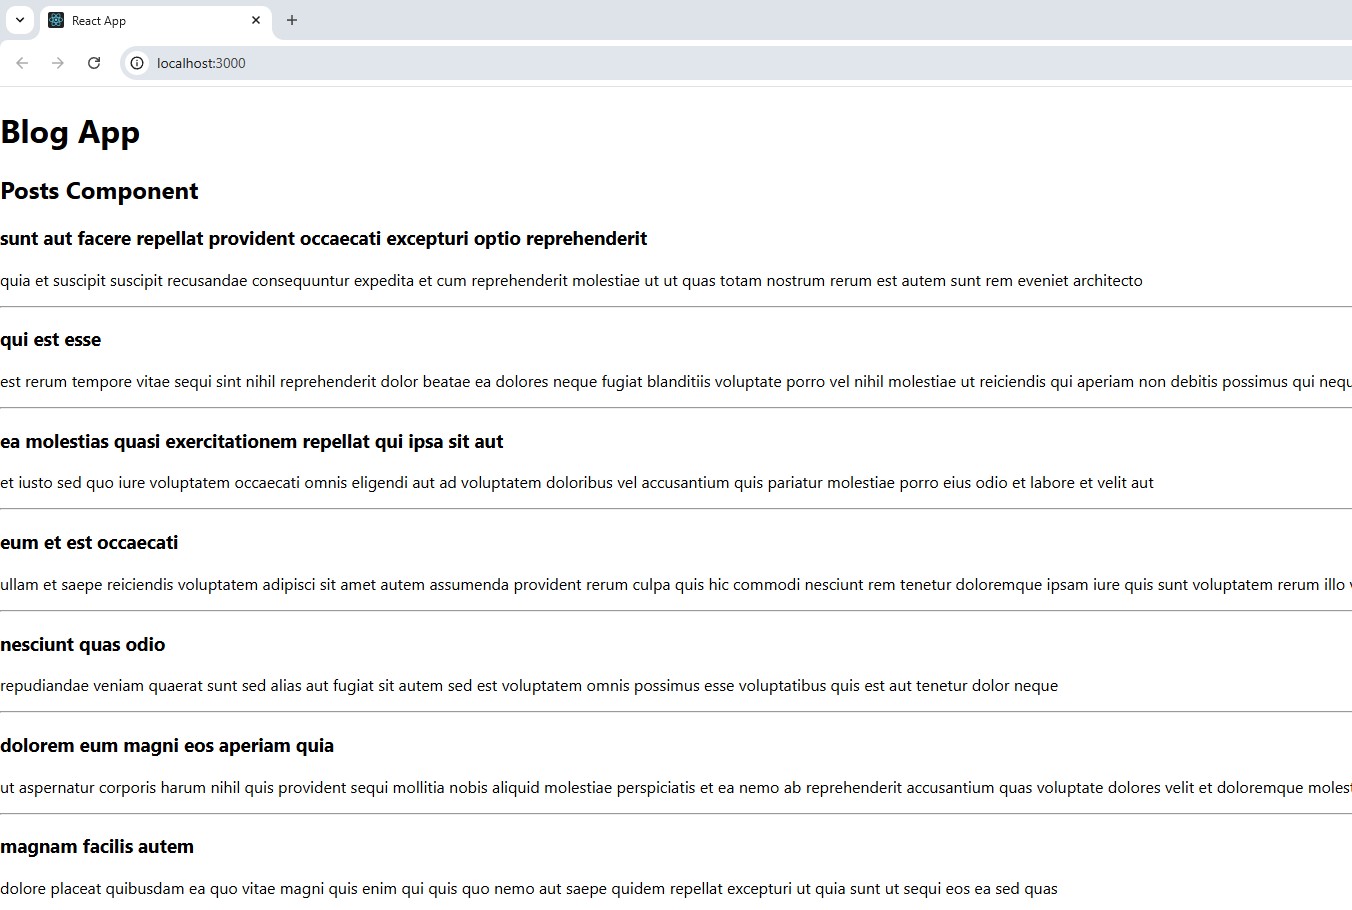 React App
localhost:3000
Blog App
Posts Component
sunt aut facere repellat provident occaecati excepturi optio reprehenderit
quia et suscipit suscipit recusandae consequuntur expedita et cum reprehenderit molestiae ut ut quas totam nostrum rerum est autem sunt rem eveniet architecto
qui est esse
est rerum tempore vitae sequi sint nihil reprehenderit dolor beatae ea dolores neque fugiat blanditiis voluptate porro vel nihil molestiae ut reiciendis qui aperiam non debitis possimus qui
ea molestias quasi exercitationem repellat qui ipsa sit aut
et iusto sed quo iure voluptatem occaecati omnis eligendi aut ad voluptatem doloribus vel accusantium quis pariatur molestiae porro eius odio et labore et velit aut
eum et est occaecati
ullam et saepe reiciendis voluptatem adipisci sit amet autem assumenda provident rerum culpa quis hic commodi nesciunt rem tenetur doloremque ipsam iure quis sunt voluptatem rerum illo
nesciunt quas odio
repudiandae veniam quaerat sunt sed alias aut fugiat sit autem sed est voluptatem omnis possimus esse voluptatibus quis est aut tenetur dolor neque
dolorem eum magni eos aperiam quia
ut aspernatur corporis harum nihil quis provident sequi mollitia nobis aliquid molestiae perspiciatis et ea nemo ab reprehenderit accusantium quas voluptate dolores velit et doloremque
magnam facilis autem
dolore placeat quibusdam ea quo vitae magni quis enim qui quis quo nemo aut saepe quidem repellat excepturi ut quia sunt ut sequi eos ea sed quas